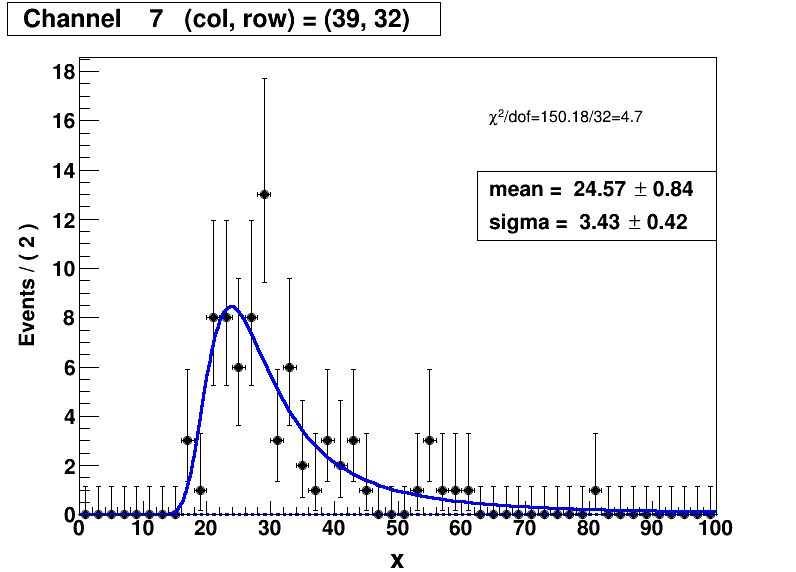 Channel 7 (col, row) = (39, 32)
χ²/dof=150.18/32=4.7
mean = 24.57 ± 0.84
sigma = 3.43 ± 0.42
Events / ( 2 )
18
16
14
12
10
8
6
4
2
0
0 10 20 30 40 50 60 70 80 90 100
x